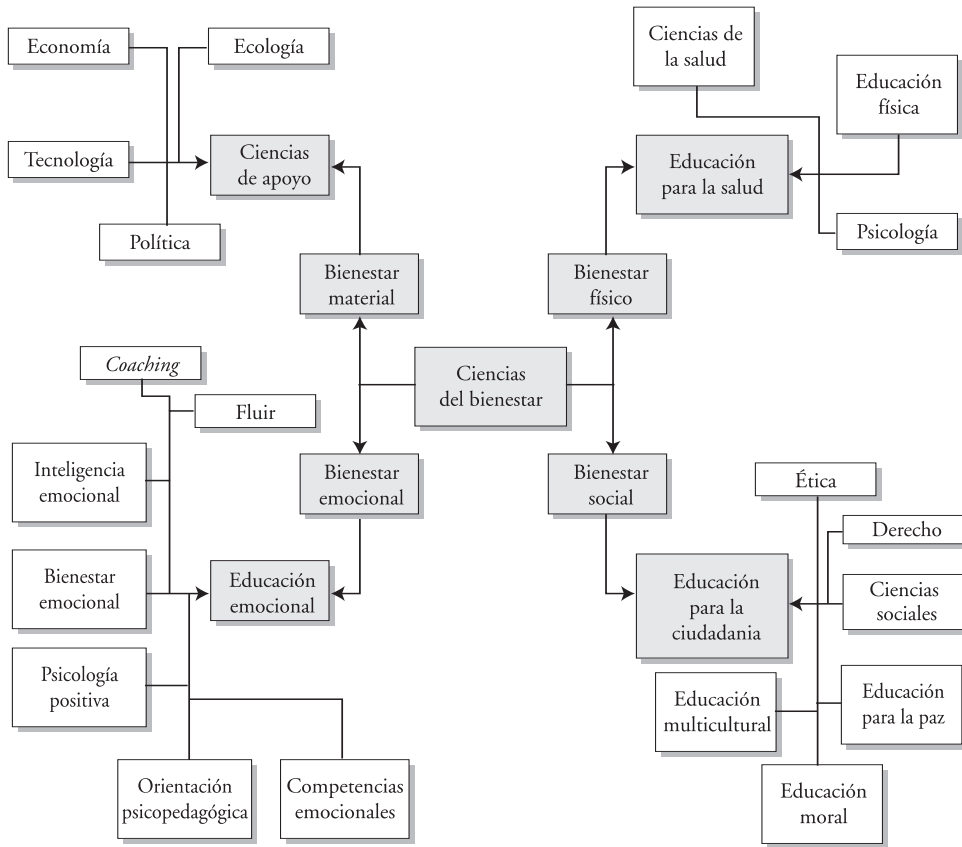 Economía
Ecología
Tecnología
Ciencias
de apoyo
Política
Ciencias de
la salud
Educación
física
Educación
para la salud
Psicología
Bienestar
material
Bienestar
físico
Ciencias
del bienestar
Bienestar
emocional
Bienestar
social
Coaching
Fluir
Inteligencia
emocional
Bienestar
emocional
Educación
emocional
Psicología
positiva
Orientación
psicopedagógica
Competencias
emocionales
Ética
Derecho
Ciencias
sociales
Educación
para la
ciudadania
Educación
multicultural
Educación
para la paz
Educación
moral